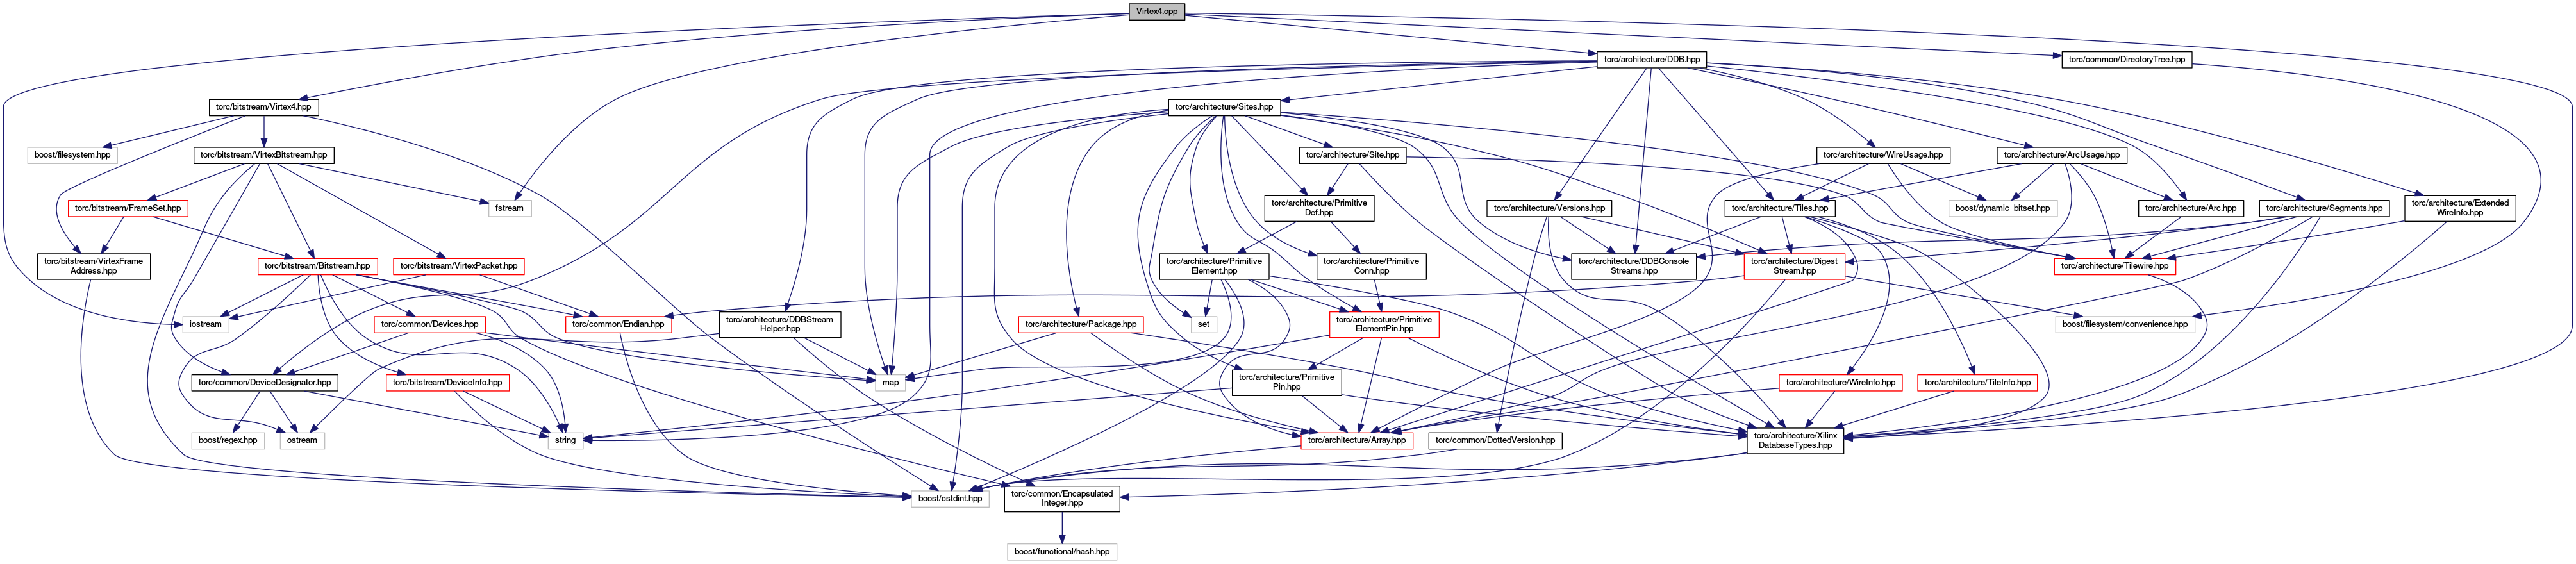 Virtex4.cpp
torc/architecture/DDB.hpp
torc/common/DirectoryTree.hpp
torc/bitstream/Virtex4.hpp
torc/architecture/Sites.hpp
boost/filesystem.hpp
torc/bitstream/VirtexBitstream.hpp
torc/architecture/Site.hpp
torc/architecture/WireUsage.hpp
torc/architecture/ArcUsage.hpp
torc/bitstream/FrameSet.hpp
fstream
torc/architecture/Primitive
Def.hpp
torc/architecture/Versions.hpp
torc/architecture/Tiles.hpp
boost/dynamic_bitset.hpp
torc/architecture/Arc.hpp
torc/architecture/Segments.hpp
torc/architecture/Extended
WireInfo.hpp
torc/bitstream/VirtexFrame
Address.hpp
torc/bitstream/Bitstream.hpp
torc/bitstream/VirtexPacket.hpp
torc/architecture/Primitive
Element.hpp
torc/architecture/Primitive
Conn.hpp
torc/architecture/DDBConsole
Streams.hpp
torc/architecture/Digest
Stream.hpp
torc/architecture/Tilewire.hpp
iostream
torc/common/Devices.hpp
torc/common/Endian.hpp
torc/architecture/DDBStream
Helper.hpp
torc/architecture/Package.hpp
set
torc/architecture/Primitive
ElementPin.hpp
boost/filesystem/convenience.hpp
torc/common/DeviceDesignator.hpp
torc/bitstream/DeviceInfo.hpp
map
torc/architecture/Primitive
Pin.hpp
torc/architecture/WireInfo.hpp
torc/architecture/TileInfo.hpp
boost/regex.hpp
ostream
string
torc/architecture/Array.hpp
torc/common/DottedVersion.hpp
torc/architecture/Xilinx
DatabaseTypes.hpp
boost/cstdint.hpp
torc/common/Encapsulated
Integer.hpp
boost/functional/hash.hpp